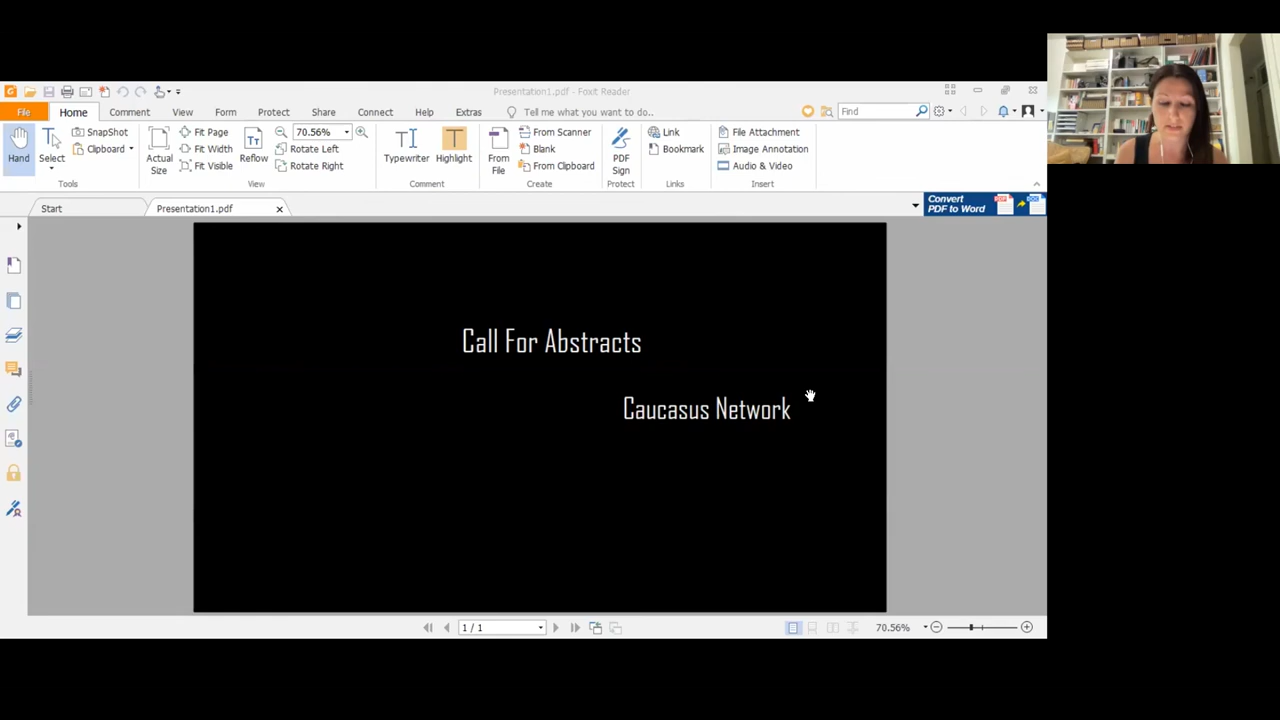 Presentation1.pdf - Foxit Reader
File Home Comment View Form Protect Share Connect Help Extras Tell me what you want to do.. Find
Hand
Select
SnapShot
Clipboard
Tools
Actual Size
Fit Page
Fit Width
Fit Visible
Reflow
70.56%
Rotate Left
Rotate Right
View
Typewriter
Highlight
Comment
From File
From Scanner
Blank
From Clipboard
Create
PDF Sign
Protect
Link
Bookmark
Links
File Attachment
Image Annotation
Audio & Video
Insert
Start
Presentation1.pdf
Convert
PDF to Word
Call For Abstracts
Caucasus Network
1 / 1
70.56%